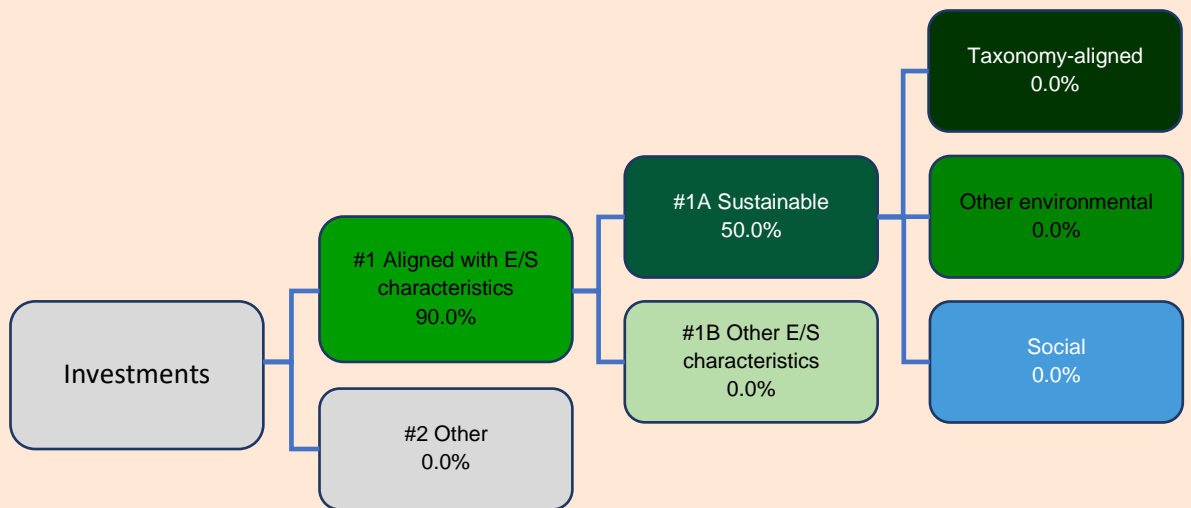 Investments
#1 Aligned with E/S
characteristics
90.0%
#2 Other
0.0%
#1A Sustainable
50.0%
#1B Other E/S
characteristics
0.0%
Taxonomy-aligned
0.0%
Other environmental
0.0%
Social
0.0%